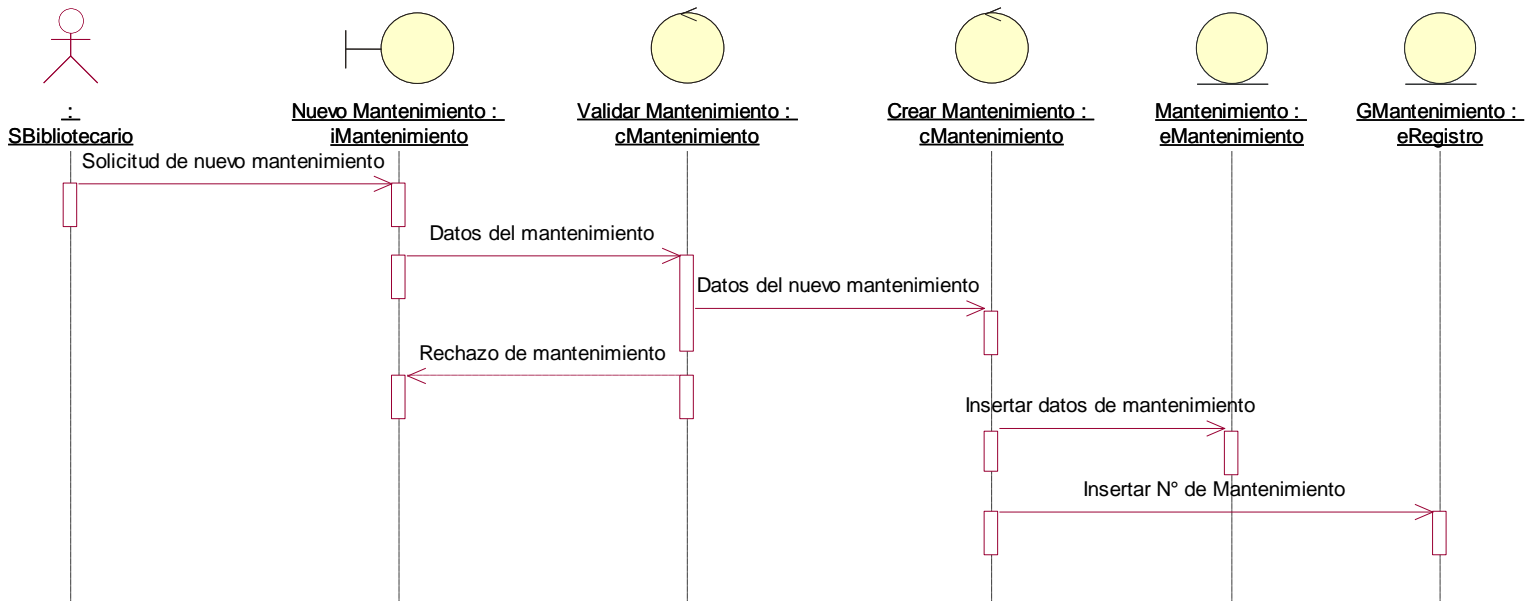 :
SBibliotecario
Nuevo Mantenimiento :
iMantenimiento
Validar Mantenimiento :
cMantenimiento
Crear Mantenimiento :
cMantenimiento
Mantenimiento :
eMantenimiento
GMantenimiento :
eRegistro
Solicitud de nuevo mantenimiento
Datos del mantenimiento
Datos del nuevo mantenimiento
Rechazo de mantenimiento
Insertar datos de mantenimiento
Insertar N° de Mantenimiento